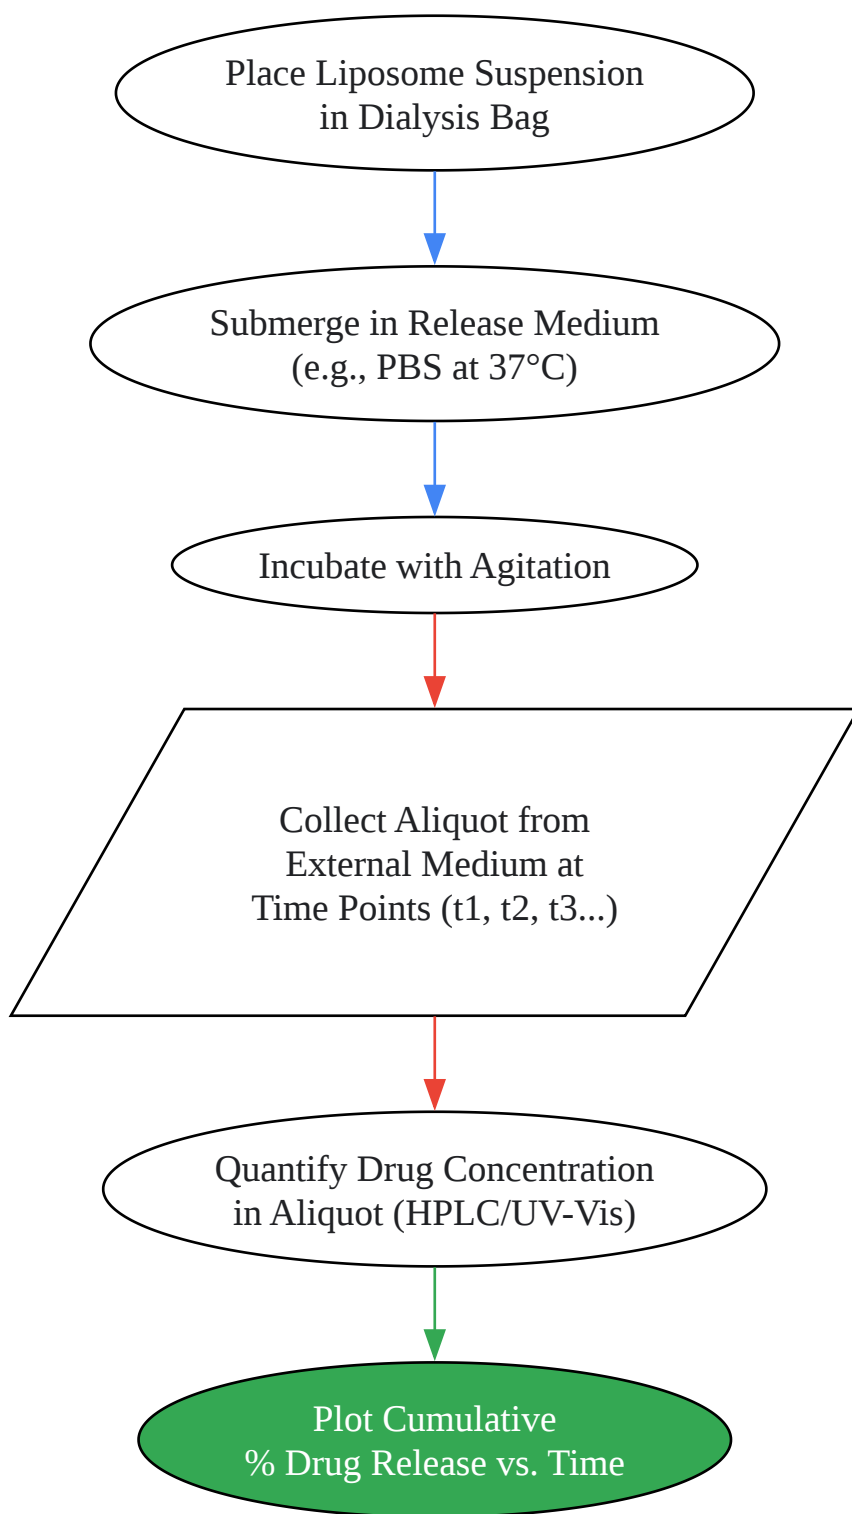 Place Liposome Suspension
in Dialysis Bag
Submerge in Release Medium
(e.g., PBS at 37°C)
Incubate with Agitation
Collect Aliquot from
External Medium at
Time Points (t1, t2, t3...)
Quantify Drug Concentration
in Aliquot (HPLC/UV-Vis)
Plot Cumulative
% Drug Release vs. Time